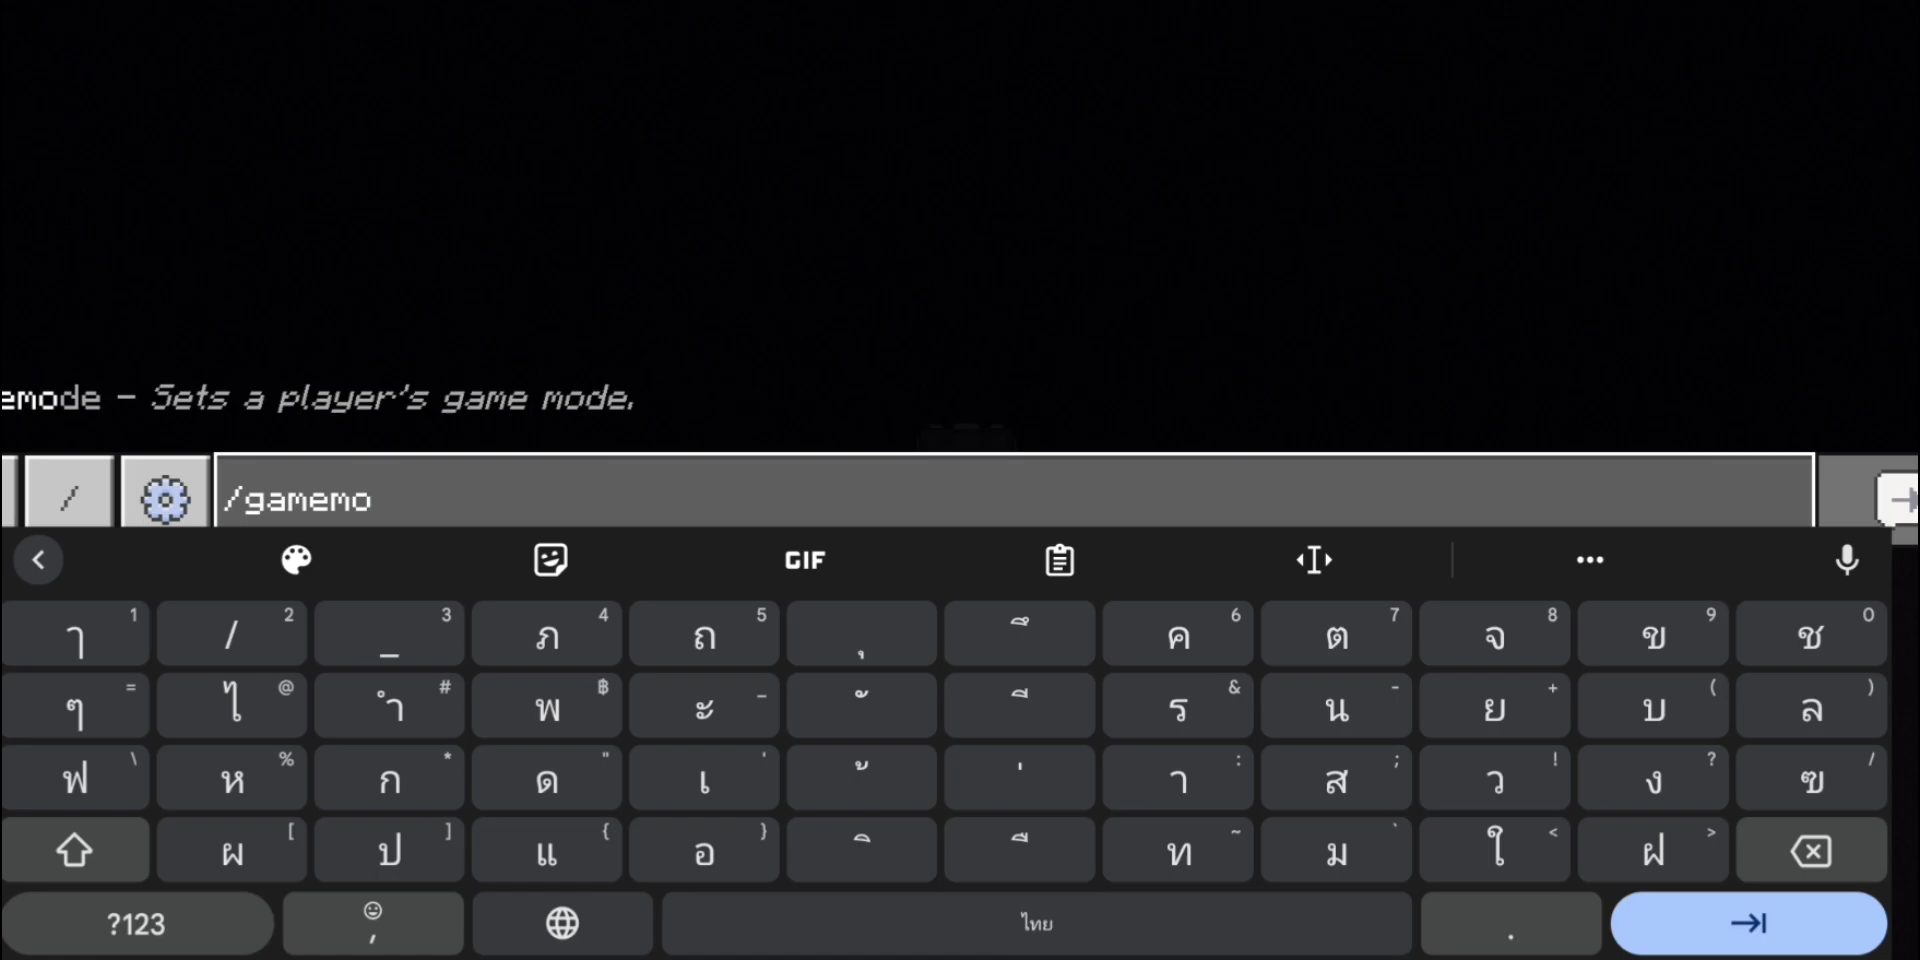 emode - Sets a player's game mode.
/
/gamemo
GIF
ๅ 1 / 2 _ 3 ภ 4 ถ 5 ุ ึ ค 6 ต 7 จ 8 ข 9 ช 0
ๆ = ไ @ ำ # พ ฿ ะ _ ั ี ร & น - ย + บ ( ล )
ฟ \ ห % ก * ด " เ ' ้ ่ า : ส ; ว ! ง ? ฃ /
ผ [ ป ] แ { อ } ิ ื ท ~ ม ` ใ < ฝ >
?123 , ไทย .